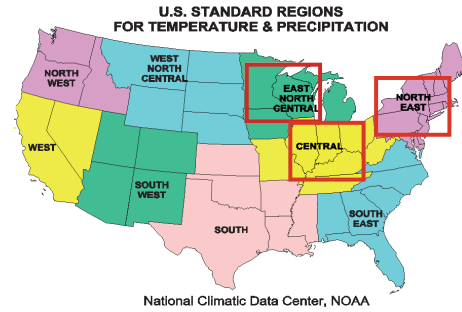 U.S. STANDARD REGIONS
FOR TEMPERATURE & PRECIPITATION
WEST
NORTH
CENTRAL
NORTH
WEST
EAST
NORTH
CENTRAL
NORTH
EAST
WEST
CENTRAL
SOUTH
WEST
SOUTH
SOUTH
EAST
National Climatic Data Center, NOAA